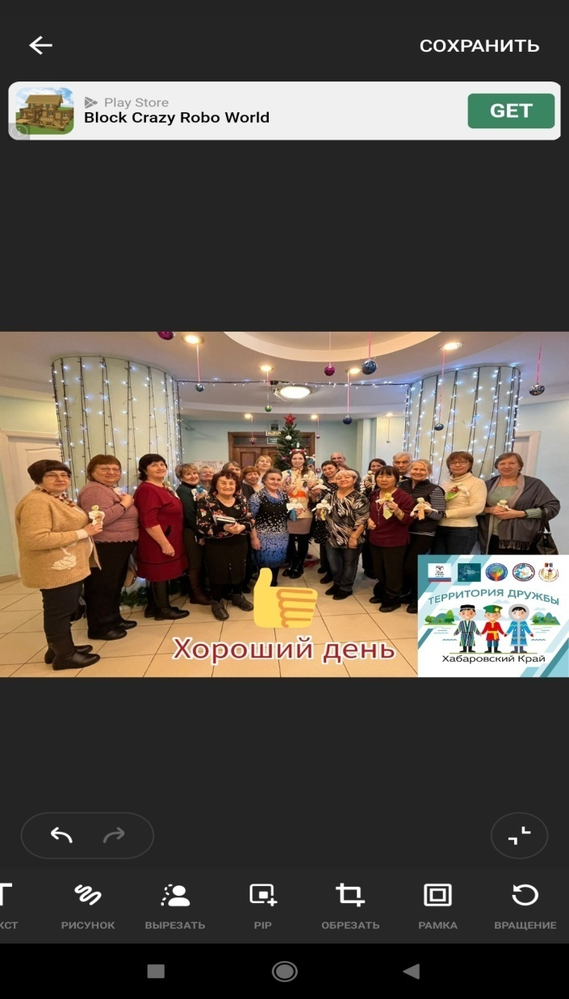 СОХРАНИТЬ
Play Store
Block Crazy Robo World
GET
ТЕРРИТОРИЯ ДРУЖБЫ
Хабаровский Край
Хороший день
КСТ
РИСУНОК
ВЫРЕЗАТЬ
PIP
ОБРЕЗАТЬ
РАМКА
ВРАЩЕНИЕ